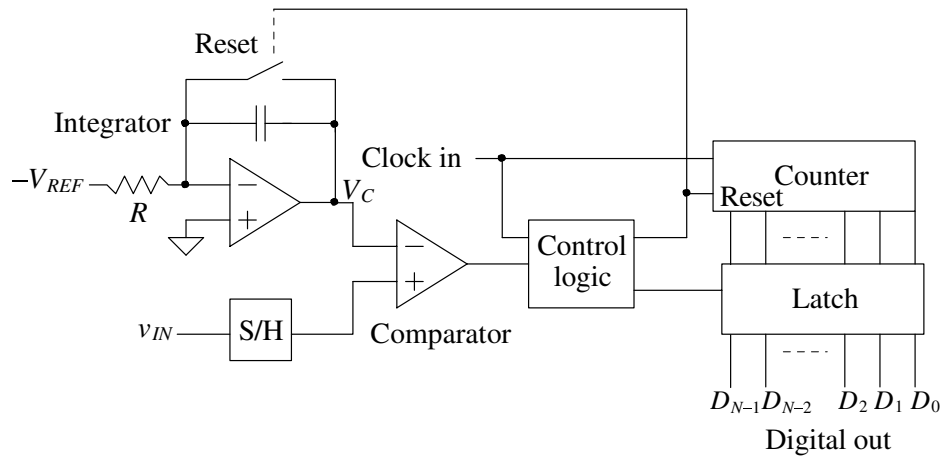 Reset
Integrator
–V_REF
R
−
+
V_C
Clock in
Counter
Reset
Control
logic
−
+
Comparator
v_IN
S/H
Latch
D_N–1 D_N–2 D_2 D_1 D_0
Digital out